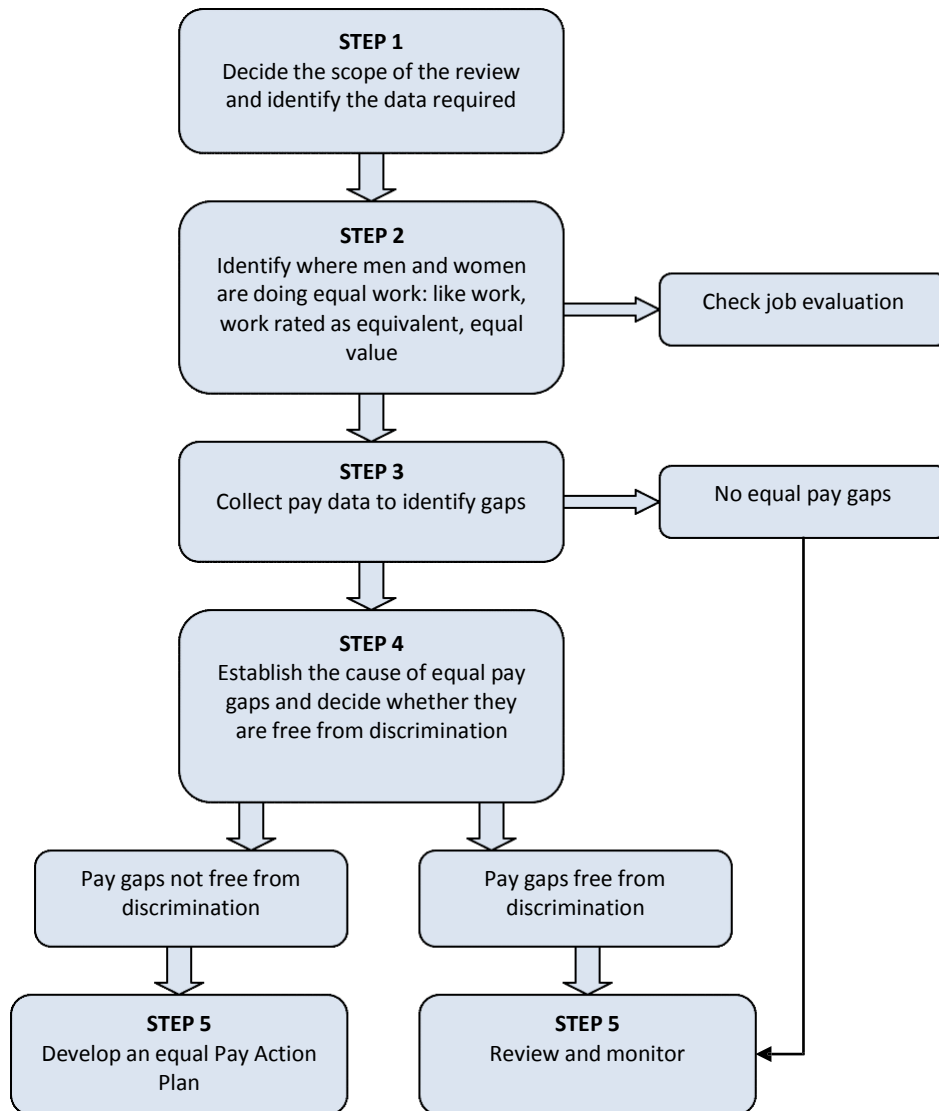 STEP 1
Decide the scope of the review
and identify the data required
STEP 2
Identify where men and women
are doing equal work: like work,
work rated as equivalent, equal
value
Check job evaluation
STEP 3
Collect pay data to identify gaps
No equal pay gaps
STEP 4
Establish the cause of equal pay
gaps and decide whether they
are free from discrimination
Pay gaps not free from
discrimination
Pay gaps free from
discrimination
STEP 5
Develop an equal Pay Action
Plan
STEP 5
Review and monitor